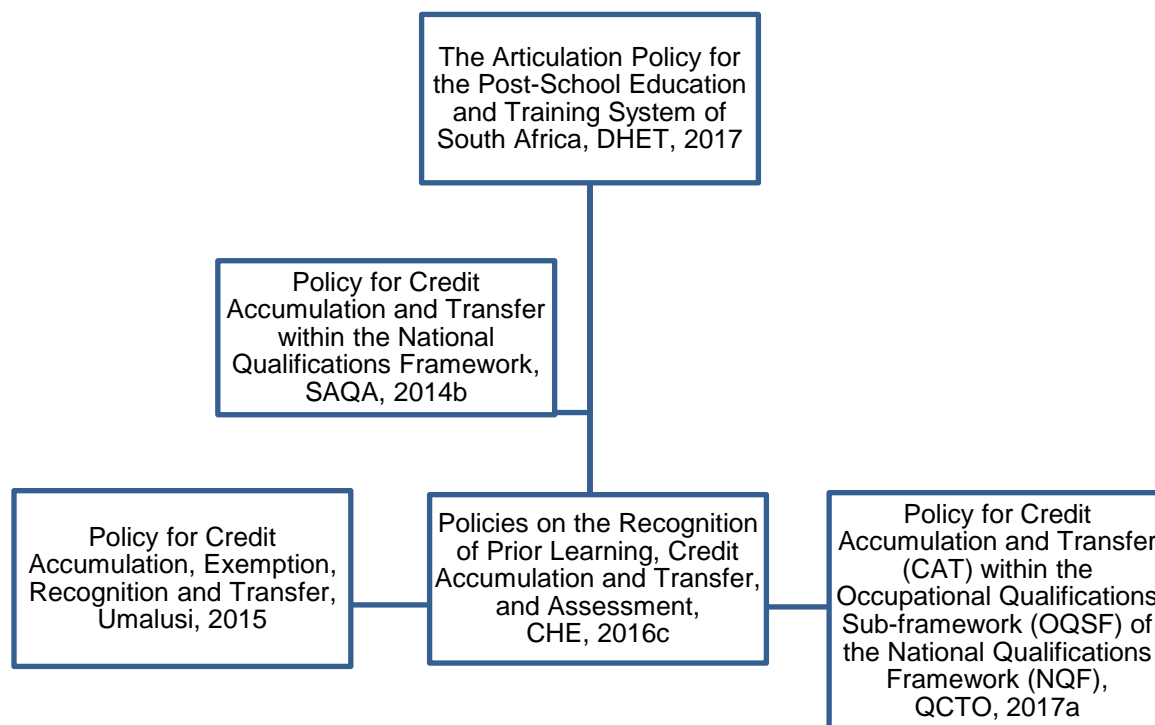 The Articulation Policy for
the Post-School Education
and Training System of
South Africa, DHET, 2017
Policy for Credit
Accumulation and Transfer
within the National
Qualifications Framework,
SAQA, 2014b
Policy for Credit
Accumulation, Exemption,
Recognition and Transfer,
Umalusi, 2015
Policies on the Recognition
of Prior Learning, Credit
Accumulation and Transfer,
and Assessment,
CHE, 2016c
Policy for Credit
Accumulation and Transfer
(CAT) within the
Occupational Qualifications
Sub-framework (OQSF) of
the National Qualifications
Framework (NQF),
QCTO, 2017a